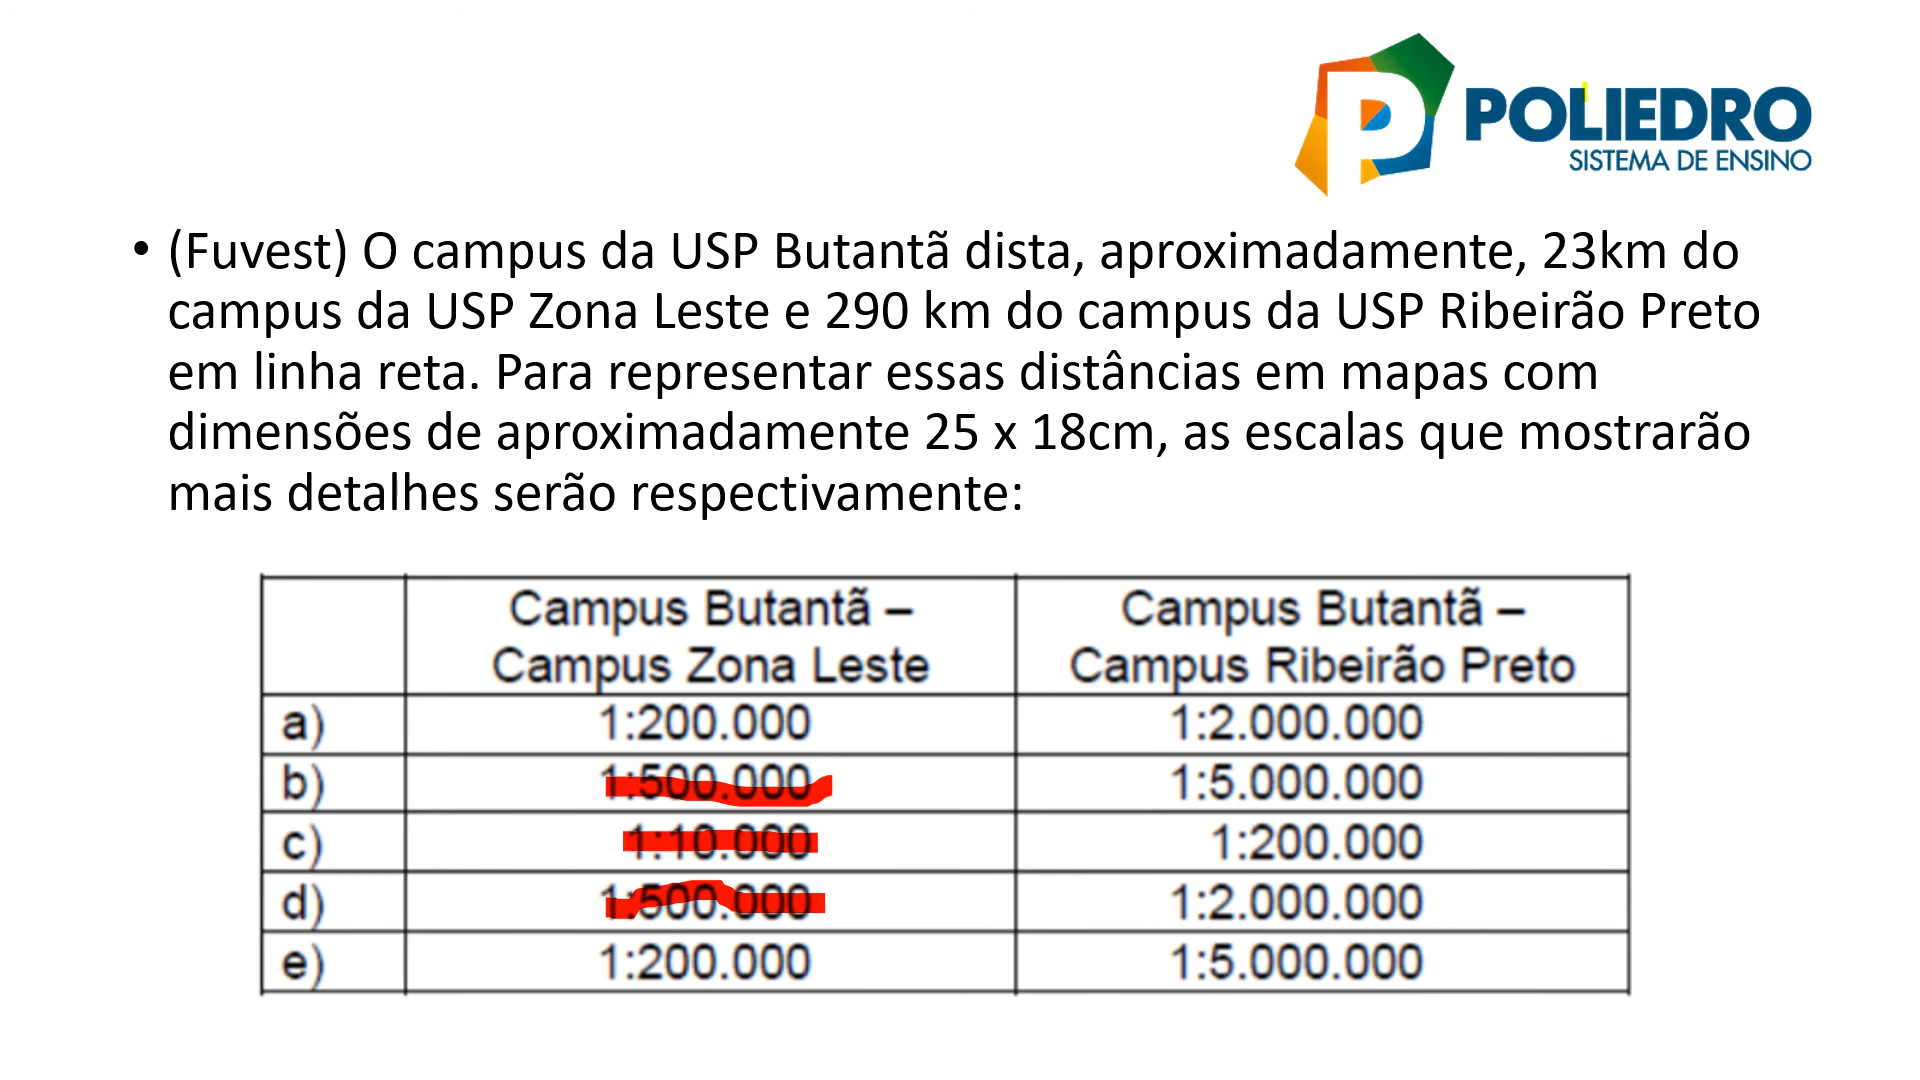 POLIEDRO
SISTEMA DE ENSINO
• (Fuvest) O campus da USP Butantã dista, aproximadamente, 23km do
campus da USP Zona Leste e 290 km do campus da USP Ribeirão Preto
em linha reta. Para representar essas distâncias em mapas com
dimensões de aproximadamente 25 x 18cm, as escalas que mostrarão
mais detalhes serão respectivamente:
Campus Butantã – Campus Butantã –
Campus Zona Leste Campus Ribeirão Preto
a) 1:200.000 1:2.000.000
b) 1:500.000 1:5.000.000
c) 1:10.000 1:200.000
d) 1:500.000 1:2.000.000
e) 1:200.000 1:5.000.000